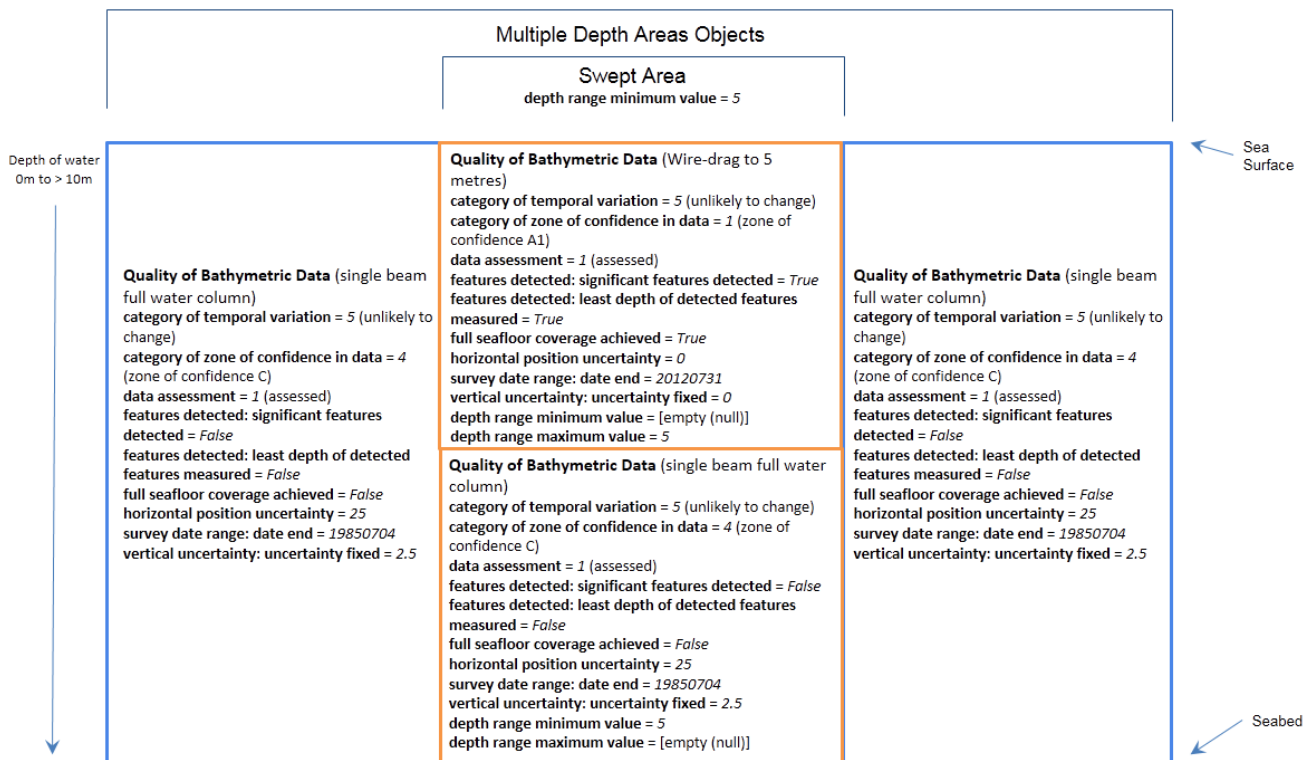 Multiple Depth Areas Objects
Swept Area
depth range minimum value = 5
Depth of water
0m to > 10m
Sea
Surface
Quality of Bathymetric Data (single beam
full water column)
category of temporal variation = 5 (unlikely to
change)
category of zone of confidence in data = 4
(zone of confidence C)
data assessment = 1 (assessed)
features detected: significant features
detected = False
features detected: least depth of detected
features measured = False
full seafloor coverage achieved = False
horizontal position uncertainty = 25
survey date range: date end = 19850704
vertical uncertainty: uncertainty fixed = 2.5
Quality of Bathymetric Data (Wire-drag to 5
metres)
category of temporal variation = 5 (unlikely to change)
category of zone of confidence in data = 1 (zone of
confidence A1)
data assessment = 1 (assessed)
features detected: significant features detected = True
features detected: least depth of detected features
measured = True
full seafloor coverage achieved = True
horizontal position uncertainty = 0
survey date range: date end = 20120731
vertical uncertainty: uncertainty fixed = 0
depth range minimum value = [empty (null)]
depth range maximum value = 5
Quality of Bathymetric Data (single beam full water
column)
category of temporal variation = 5 (unlikely to change)
category of zone of confidence in data = 4 (zone of
confidence C)
data assessment = 1 (assessed)
features detected: significant features detected = False
features detected: least depth of detected features
measured = False
full seafloor coverage achieved = False
horizontal position uncertainty = 25
survey date range: date end = 19850704
vertical uncertainty: uncertainty fixed = 2.5
depth range minimum value = 5
depth range maximum value = [empty (null)]
Quality of Bathymetric Data (single beam
full water column)
category of temporal variation = 5 (unlikely to
change)
category of zone of confidence in data = 4
(zone of confidence C)
data assessment = 1 (assessed)
features detected: significant features
detected = False
features detected: least depth of detected
features measured = False
full seafloor coverage achieved = False
horizontal position uncertainty = 25
survey date range: date end = 19850704
vertical uncertainty: uncertainty fixed = 2.5
Seabed